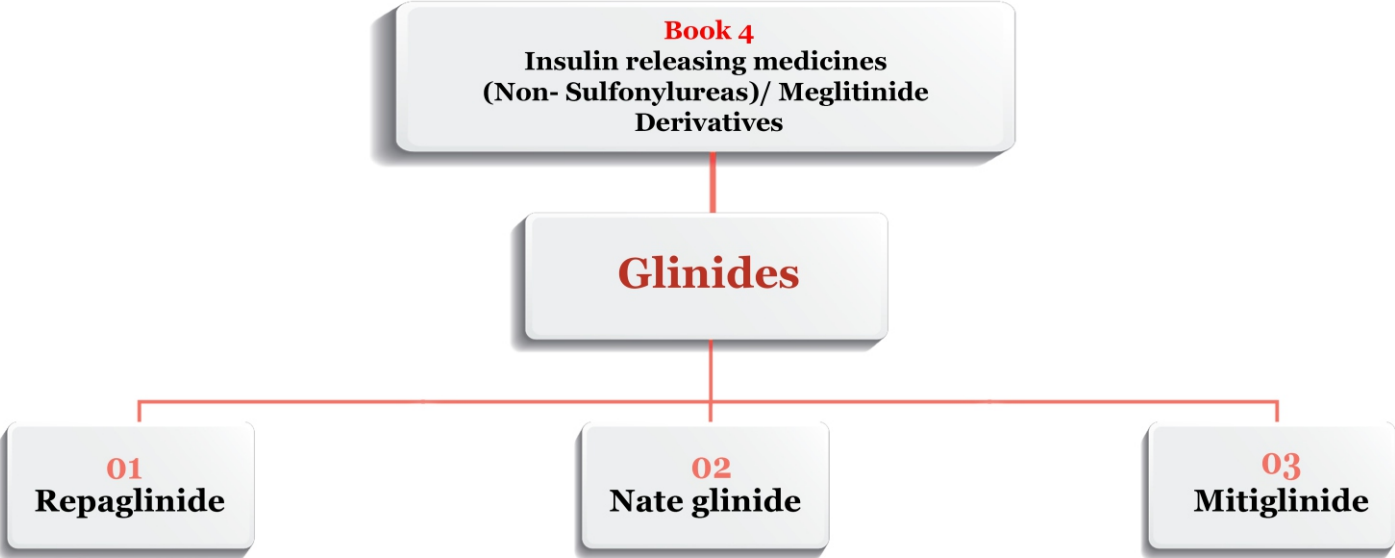 Book 4
Insulin releasing medicines
(Non- Sulfonylureas)/ Meglitinide
Derivatives
Glinides
01
Repaglinide
02
Nate glinide
03
Mitiglinide